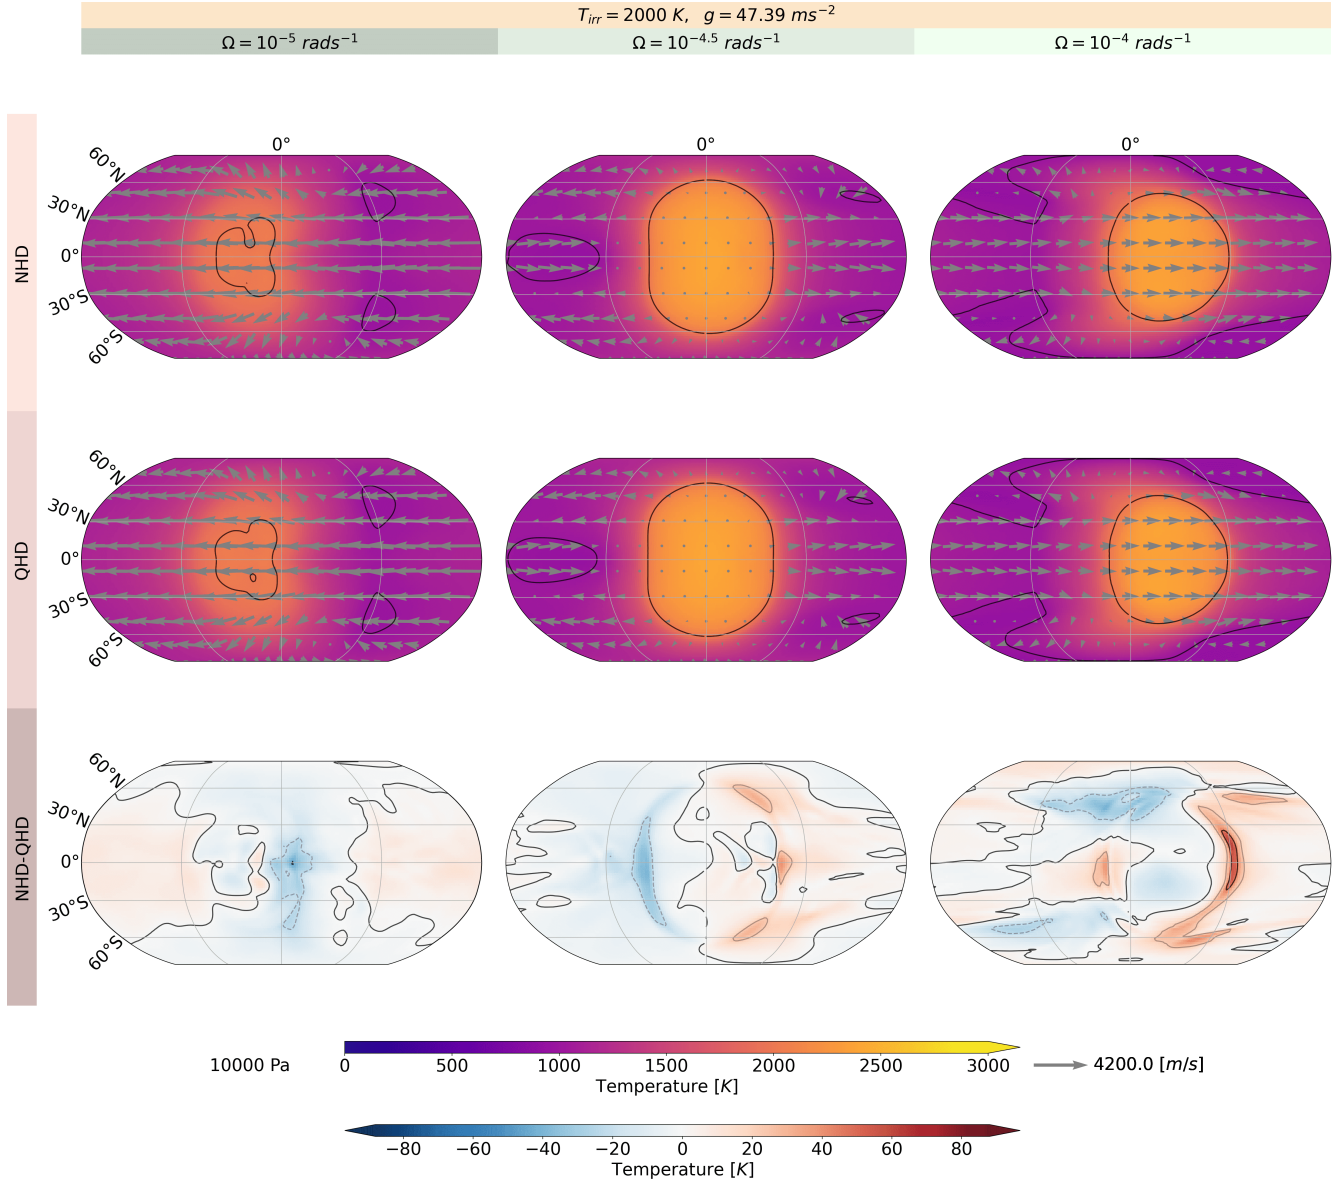 T_irr = 2000 K, g = 47.39 ms⁻²
Ω = 10⁻⁵ rads⁻¹ Ω = 10⁻⁴·⁵ rads⁻¹ Ω = 10⁻⁴ rads⁻¹
NHD
0° 0° 0°
60°N
30°N
0°
30°S
60°S
QHD
60°N
30°N
0°
30°S
60°S
NHD-QHD
60°N
30°N
0°
30°S
60°S
10000 Pa
0 500 1000 1500 2000 2500 3000
Temperature [K]
4200.0 [m/s]
−80 −60 −40 −20 0 20 40 60 80
Temperature [K]